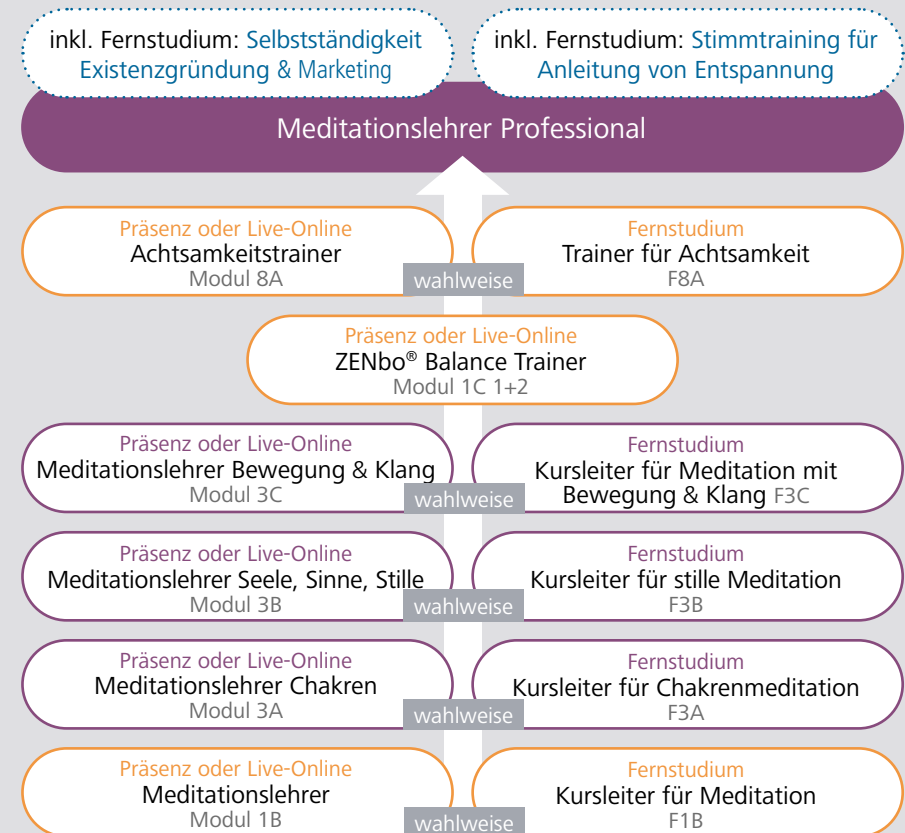 inkl. Fernstudium: Selbstständigkeit
Existenzgründung & Marketing
inkl. Fernstudium: Stimmtraining für
Anleitung von Entspannung
Meditationslehrer Professional
Präsenz oder Live-Online
Achtsamkeitstrainer
Modul 8A
wahlweise
Fernstudium
Trainer für Achtsamkeit
F8A
Präsenz oder Live-Online
ZENbo® Balance Trainer
Modul 1C 1+2
Präsenz oder Live-Online
Meditationslehrer Bewegung & Klang
Modul 3C
wahlweise
Fernstudium
Kursleiter für Meditation mit
Bewegung & Klang F3C
Präsenz oder Live-Online
Meditationslehrer Seele, Sinne, Stille
Modul 3B
wahlweise
Fernstudium
Kursleiter für stille Meditation
F3B
Präsenz oder Live-Online
Meditationslehrer Chakren
Modul 3A
wahlweise
Fernstudium
Kursleiter für Chakrenmeditation
F3A
Präsenz oder Live-Online
Meditationslehrer
Modul 1B
wahlweise
Fernstudium
Kursleiter für Meditation
F1B